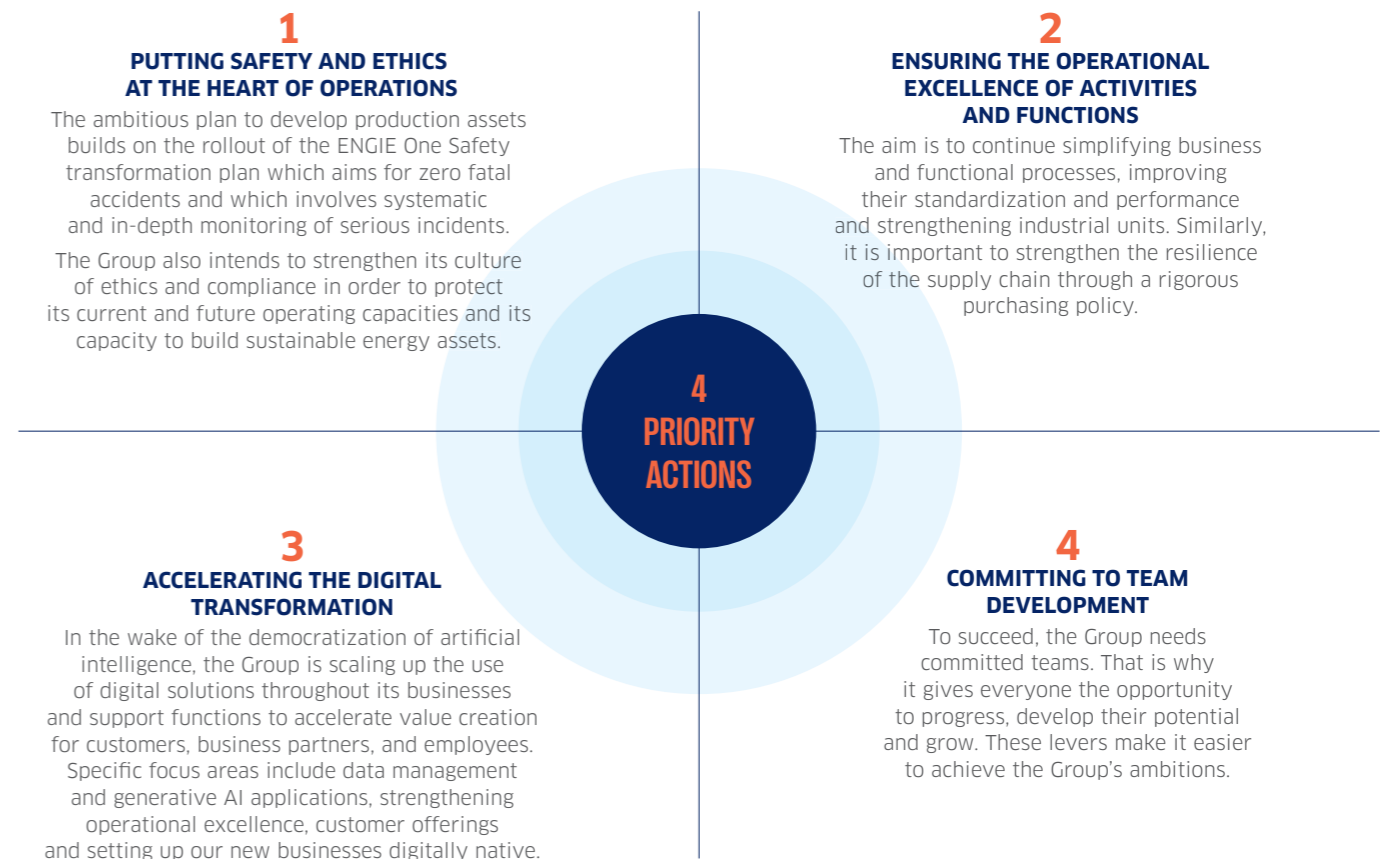 1
PUTTING SAFETY AND ETHICS
AT THE HEART OF OPERATIONS
The ambitious plan to develop production assets
builds on the rollout of the ENGIE One Safety
transformation plan which aims for zero fatal
accidents and which involves systematic
and in-depth monitoring of serious incidents.
The Group also intends to strengthen its culture
of ethics and compliance in order to protect
its current and future operating capacities and its
capacity to build sustainable energy assets.
2
ENSURING THE OPERATIONAL
EXCELLENCE OF ACTIVITIES
AND FUNCTIONS
The aim is to continue simplifying business
and functional processes, improving
their standardization and performance
and strengthening industrial units. Similarly,
it is important to strengthen the resilience
of the supply chain through a rigorous
purchasing policy.
4
PRIORITY
ACTIONS
3
ACCELERATING THE DIGITAL
TRANSFORMATION
In the wake of the democratization of artificial
intelligence, the Group is scaling up the use
of digital solutions throughout its businesses
and support functions to accelerate value creation
for customers, business partners, and employees.
Specific focus areas include data management
and generative AI applications, strengthening
operational excellence, customer offerings
and setting up our new businesses digitally native.
4
COMMITTING TO TEAM
DEVELOPMENT
To succeed, the Group needs
committed teams. That is why
it gives everyone the opportunity
to progress, develop their potential
and grow. These levers make it easier
to achieve the Group's ambitions.